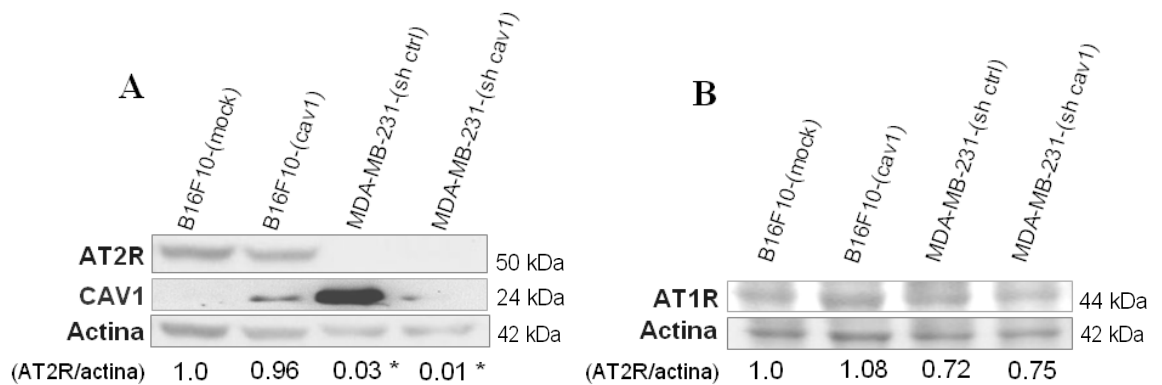 A
B16F10-(mock)
B16F10-(cav1)
MDA-MB-231-(sh ctrl)
MDA-MB-231-(sh cav1)
AT2R
50 kDa
CAV1
24 kDa
Actina
42 kDa
(AT2R/actina) 1.0 0.96 0.03 * 0.01 *
B
B16F10-(mock)
B16F10-(cav1)
MDA-MB-231-(sh ctrl)
MDA-MB-231-(sh cav1)
AT1R
44 kDa
Actina
42 kDa
(AT2R/actina) 1.0 1.08 0.72 0.75